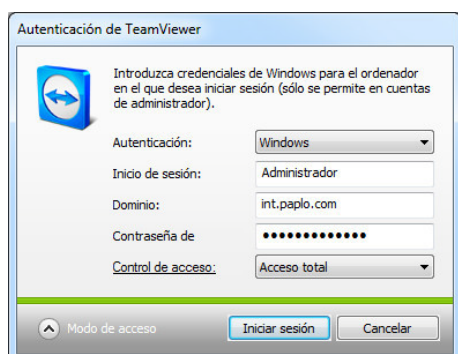 Autenticación de TeamViewer
Introduzca credenciales de Windows para el ordenador
en el que desea iniciar sesión (sólo se permite en cuentas
de administrador).
Autenticación: Windows
Inicio de sesión: Administrador
Dominio: int.paplo.com
Contraseña de •••••••••••••
Control de acceso: Acceso total
Modo de acceso Iniciar sesión Cancelar